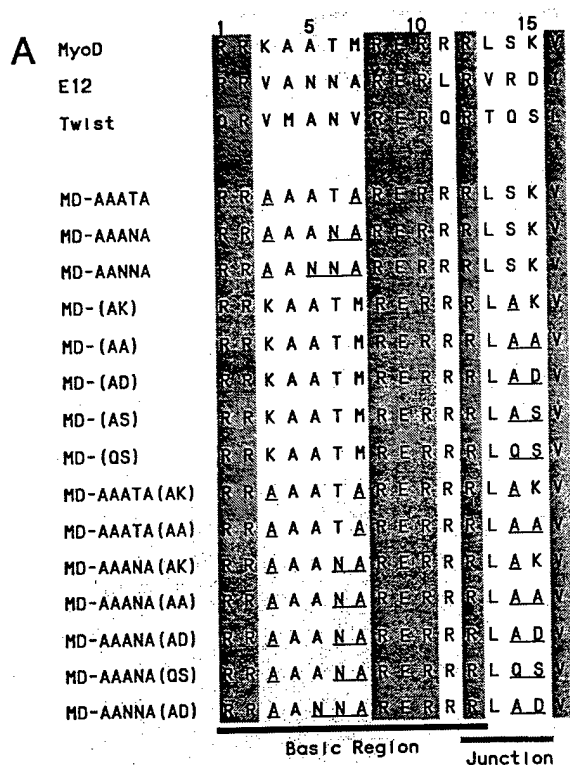 A
1 5 10 15
MyoD R R K A A T M R E R R R L S K V
E12 R R V A N N A R E R L R V R D I
Twist Q R V M A N V R E R Q R T Q S L
MD-AAATA R R A A A T A R E R R R L S K V
MD-AAANA R R A A A N A R E R R R L S K V
MD-AANNA R R A A N N A R E R R R L S K V
MD-(AK) R R K A A T M R E R R R L A K V
MD-(AA) R R K A A T M R E R R R L A A V
MD-(AD) R R K A A T M R E R R R L A D V
MD-(AS) R R K A A T M R E R R R L A S V
MD-(QS) R R K A A T M R E R R R L Q S V
MD-AAATA(AK) R R A A A T A R E R R R L A K V
MD-AAATA(AA) R R A A A T A R E R R R L A A V
MD-AAANA(AK) R R A A A N A R E R R R L A K V
MD-AAANA(AA) R R A A A N A R E R R R L A A V
MD-AAANA(AD) R R A A A N A R E R R R L A D V
MD-AAANA(QS) R R A A A N A R E R R R L Q S V
MD-AANNA(AD) R R A A N N A R E R R R L A D V
Basic Region
Junction